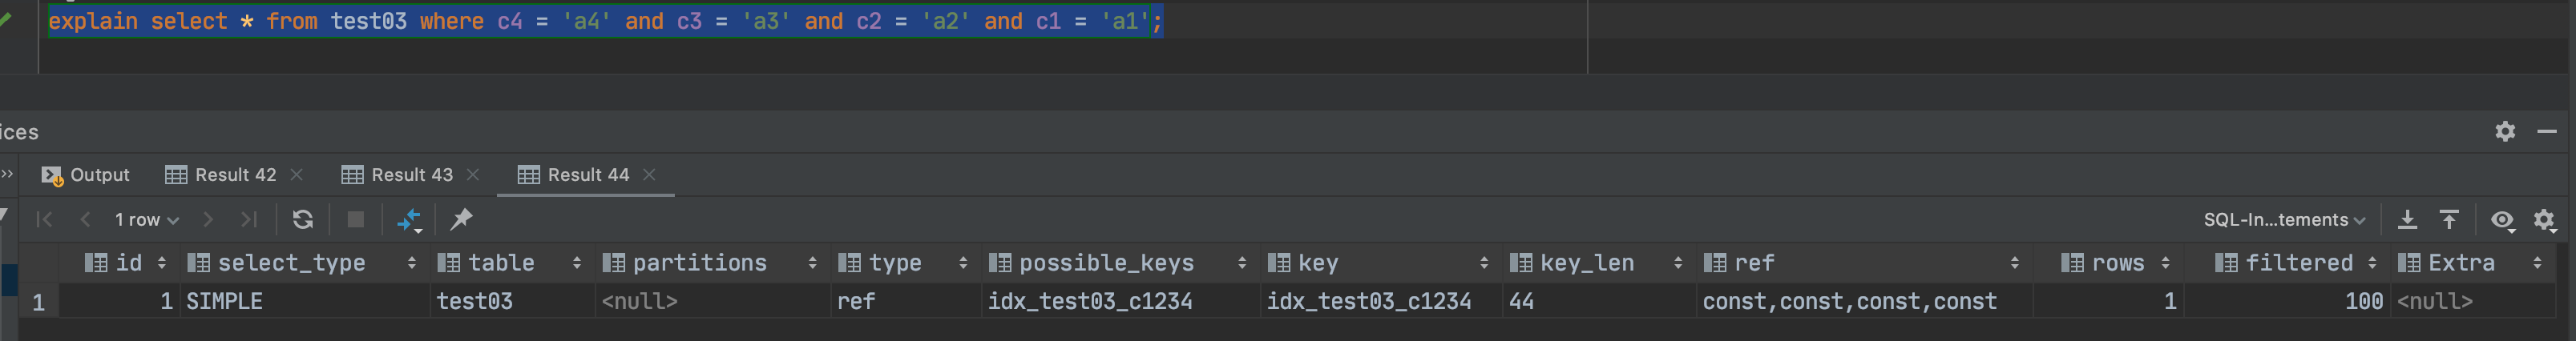 explain select * from test03 where c4 = 'a4' and c3 = 'a3' and c2 = 'a2' and c1 = 'a1';
ices
Output Result 42 Result 43 Result 44
1 row SQL-In...tements
id select_type table partitions type possible_keys key key_len ref rows filtered Extra
1 1 SIMPLE test03 <null> ref idx_test03_c1234 idx_test03_c1234 44 const,const,const,const 1 100 <null>